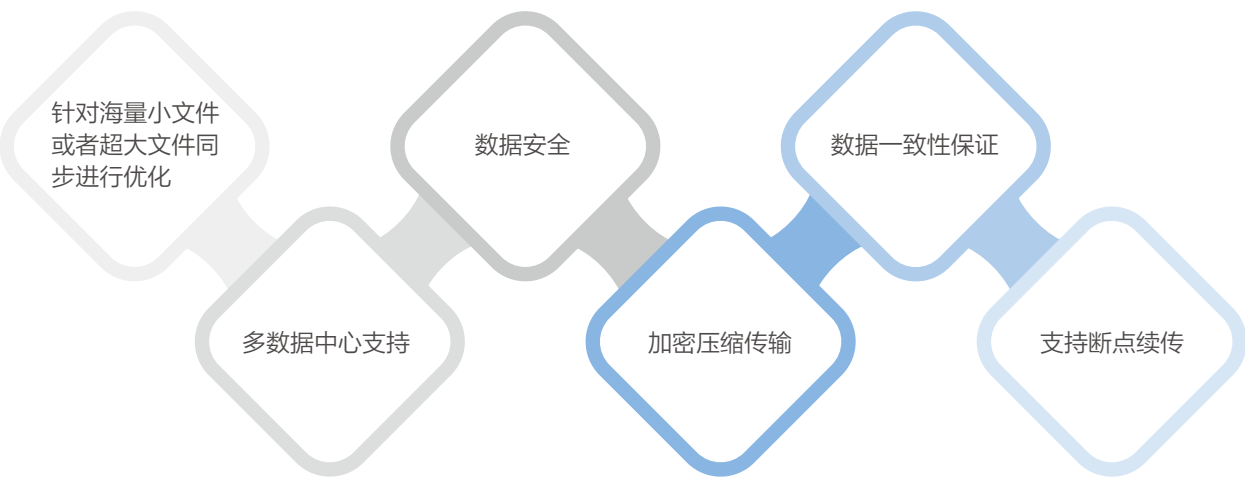 针对海量小文件
或者超大文件同
步进行优化
多数据中心支持
数据安全
加密压缩传输
数据一致性保证
支持断点续传